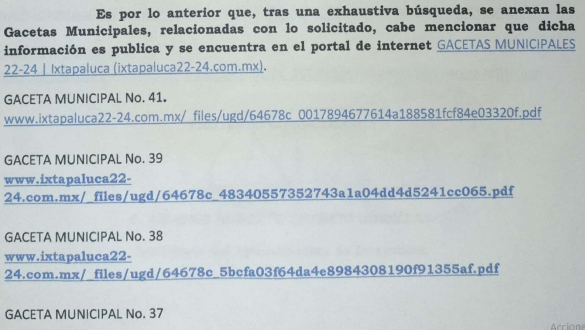 Es por lo anterior que, tras una exhaustiva búsqueda, se anexan las
Gacetas Municipales, relacionadas con lo solicitado, cabe mencionar que dicha
información es publica y se encuentra en el portal de internet GACETAS MUNICIPALES
22-24 | Ixtapaluca (ixtapaluca22-24.com.mx).
GACETA MUNICIPAL No. 41.
www.ixtapaluca22-24.com.mx/_files/ugd/64678c_0017894677614a188581fcf84e03320f.pdf
GACETA MUNICIPAL No. 39
www.ixtapaluca22-
24.com.mx/_files/ugd/64678c_48340557352743a1a04dd4d5241cc065.pdf
GACETA MUNICIPAL No. 38
www.ixtapaluca22-
24.com.mx/_files/ugd/64678c_5bcfa03f64da4e8984308190f91355af.pdf
GACETA MUNICIPAL No. 37